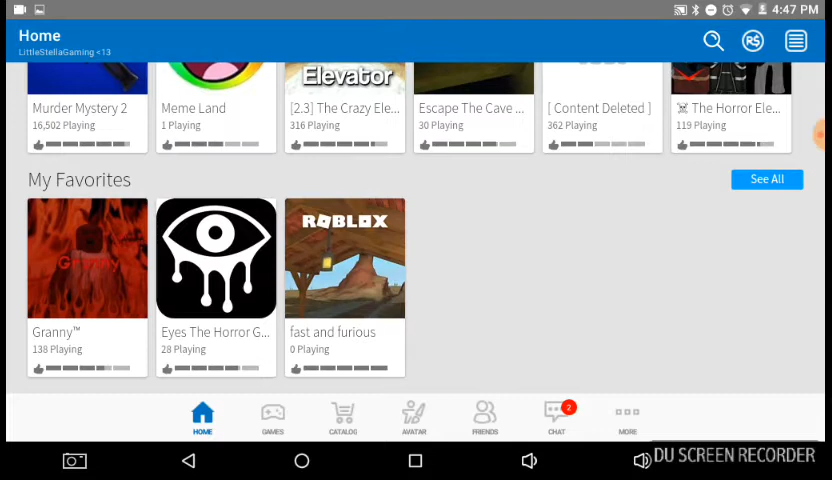 4:47 PM
Home
LittleStellaGaming <13
R$
Elevator
Murder Mystery 2
Meme Land
[2.3] The Crazy Ele...
Escape The Cave ...
[ Content Deleted ]
☠ The Horror Ele...
16,502 Playing
1 Playing
316 Playing
30 Playing
362 Playing
119 Playing
My Favorites
See All
Granny
ROBLOX
Granny™
Eyes The Horror G...
fast and furious
138 Playing
28 Playing
0 Playing
2
HOME
GAMES
CATALOG
AVATAR
FRIENDS
CHAT
MORE
DU SCREEN RECORDER